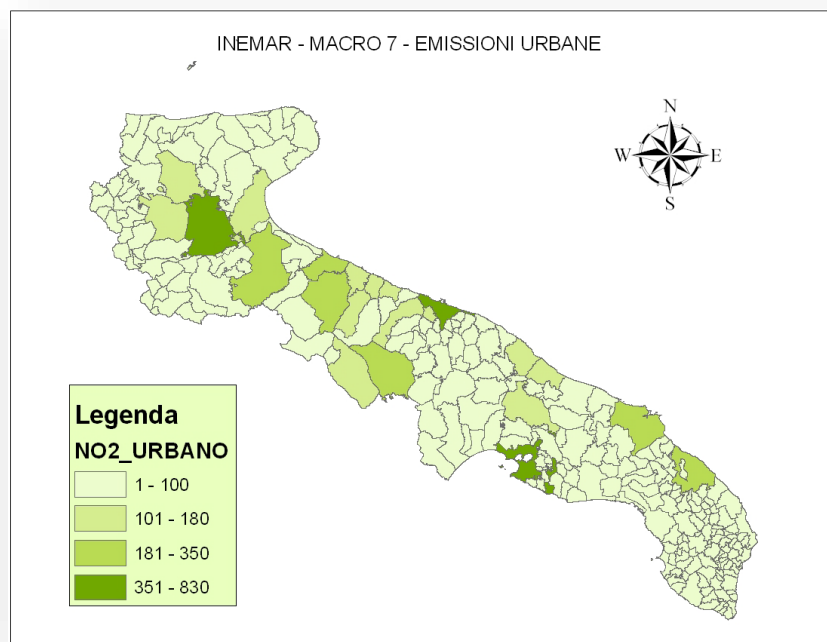 INEMAR - MACRO 7 - EMISSIONI URBANE
N
W E
S
Legenda
NO2_URBANO
1 - 100
101 - 180
181 - 350
351 - 830